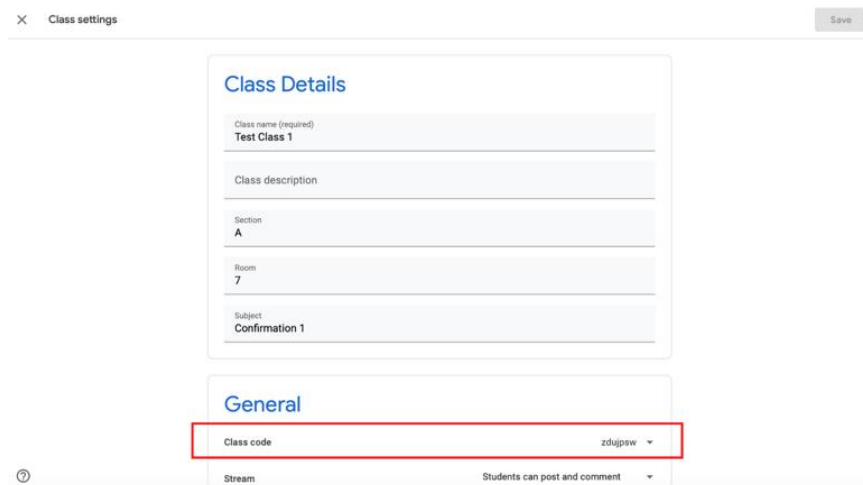 Class settings
Save
Class Details
Class name (required)
Test Class 1
Class description
Section
A
Room
7
Subject
Confirmation 1
General
Class code zdujpsw
Stream Students can post and comment